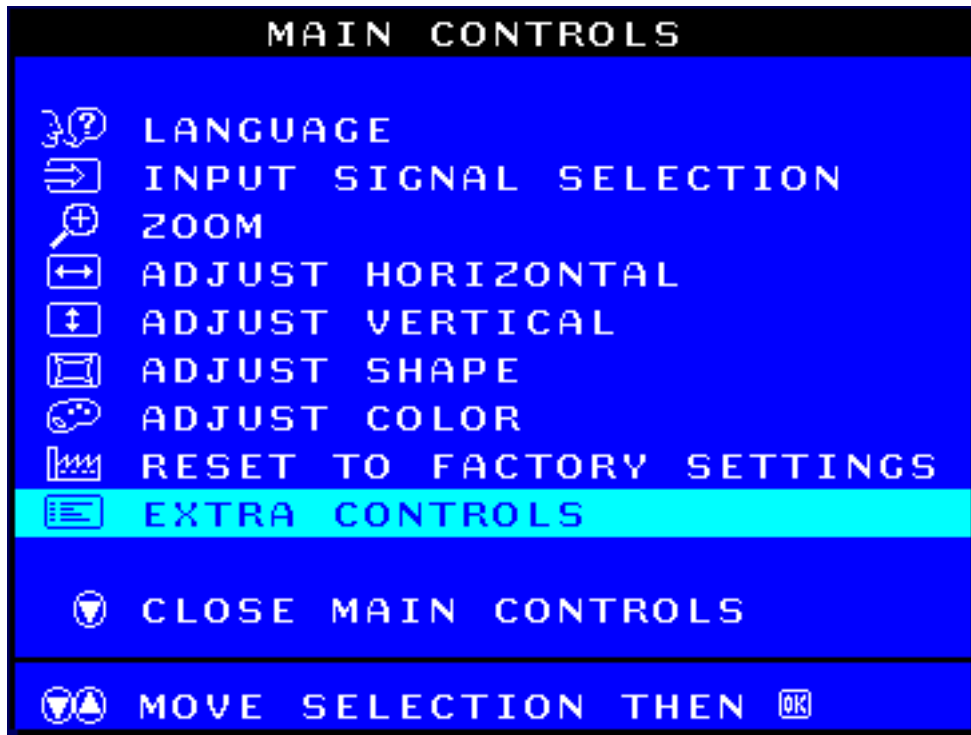 MAIN CONTROLS
LANGUAGE
INPUT SIGNAL SELECTION
ZOOM
ADJUST HORIZONTAL
ADJUST VERTICAL
ADJUST SHAPE
ADJUST COLOR
RESET TO FACTORY SETTINGS
EXTRA CONTROLS
CLOSE MAIN CONTROLS
MOVE SELECTION THEN OK